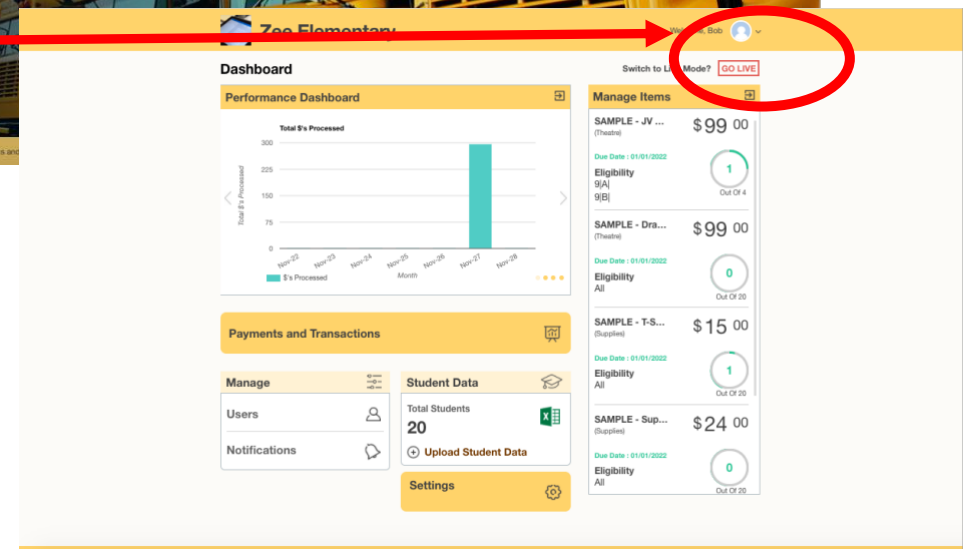 Zee Elementary
Bob
Dashboard
Switch to Mode? GO LIVE
Performance Dashboard
Total $'s Processed
300
225
150
75
0
Total $'s Processed
Nov-22 Nov-23 Nov-24 Nov-25 Nov-26 Nov-27 Nov-28
Month
$'s Processed
Manage Items
SAMPLE - JV ... $99 00
(Theatre)
Due Date : 01/01/2022
Eligibility
9|A|
9|B|
1
Out Of 4
SAMPLE - Dra... $99 00
(Theatre)
Due Date : 01/01/2022
Eligibility
All
0
Out Of 20
SAMPLE - T-S... $15 00
(Supplies)
Due Date : 01/01/2022
Eligibility
All
1
Out Of 20
SAMPLE - Sup... $24 00
(Supplies)
Due Date : 01/01/2022
Eligibility
All
0
Out Of 20
Payments and Transactions
Manage
Users
Notifications
Student Data
Total Students
20
Upload Student Data
Settings